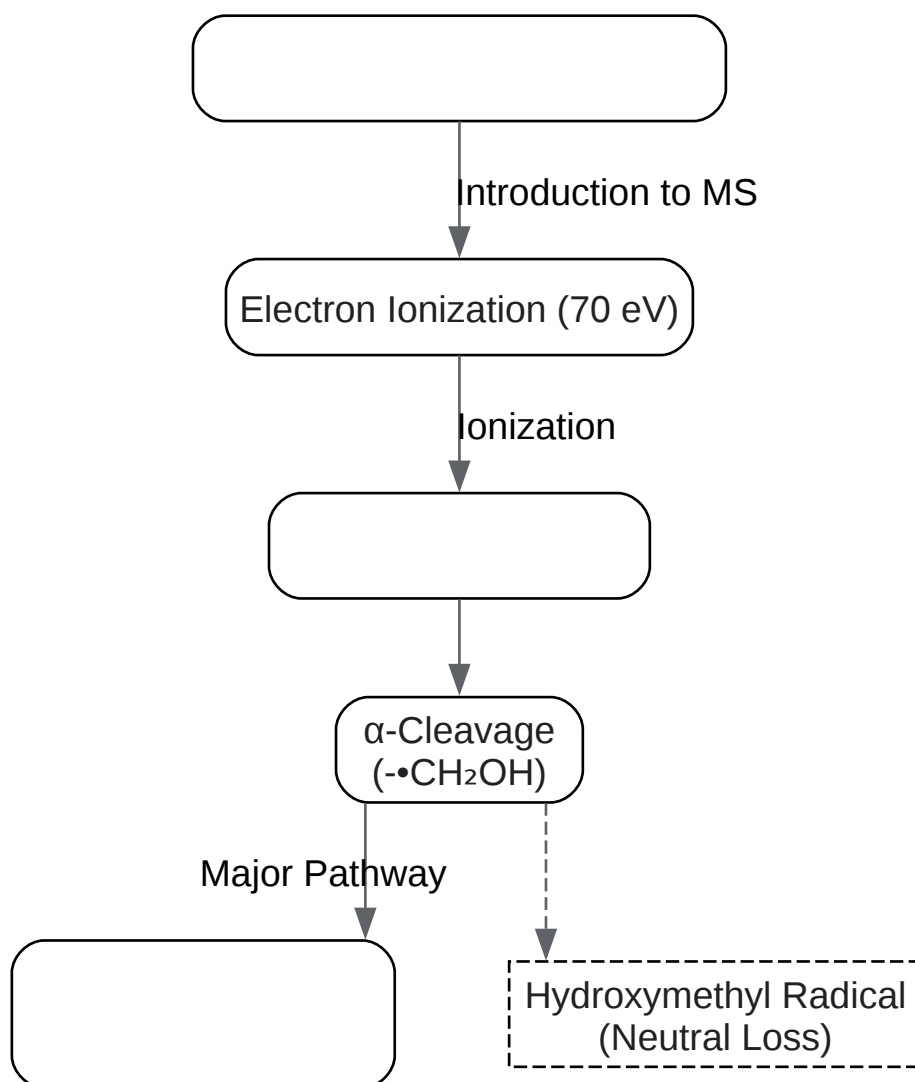 Introduction to MS
Electron Ionization (70 eV)
Ionization
α-Cleavage
(-•CH₂OH)
Major Pathway
Hydroxymethyl Radical
(Neutral Loss)